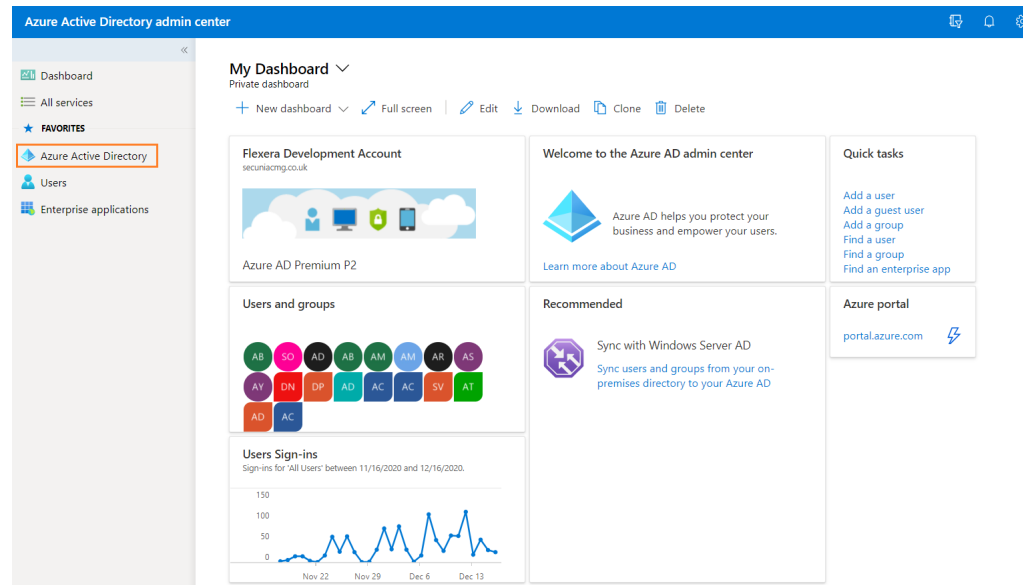 Azure Active Directory admin center
«
Dashboard
All services
FAVORITES
Azure Active Directory
Users
Enterprise applications
My Dashboard
Private dashboard
New dashboard
Full screen
Edit
Download
Clone
Delete
Flexera Development Account
secuniacmg.co.uk
Azure AD Premium P2
Welcome to the Azure AD admin center
Azure AD helps you protect your
business and empower your users.
Learn more about Azure AD
Quick tasks
Add a user
Add a guest user
Add a group
Find a user
Find a group
Find an enterprise app
Users and groups
AB SO AD AB AM AM AR AS
AY DN DP AD AC AC SV AT
AD AC
Recommended
Sync with Windows Server AD
Sync users and groups from your on-
premises directory to your Azure AD
Azure portal
portal.azure.com
Users Sign-ins
Sign-ins for 'All Users' between 11/16/2020 and 12/16/2020.
150
100
50
0
Nov 22 Nov 29 Dec 6 Dec 13